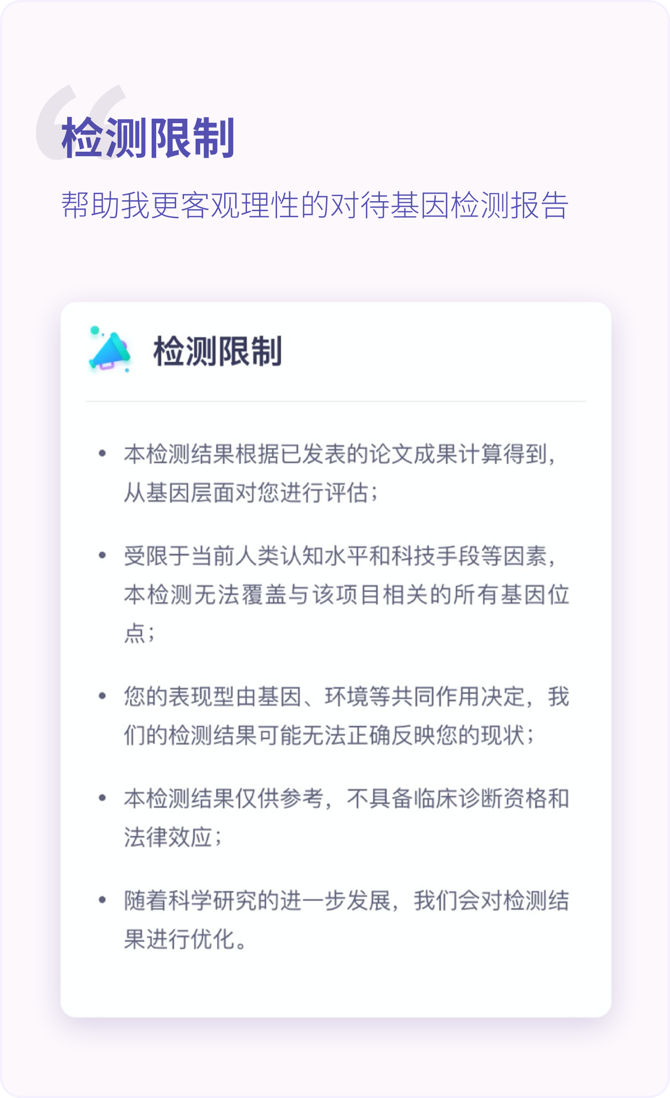 检测限制
帮助我更客观理性的对待基因检测报告
检测限制
• 本检测结果根据已发表的论文成果计算得到，
从基因层面对您进行评估；
• 受限于当前人类认知水平和科技手段等因素，
本检测无法覆盖与该项目相关的所有基因位
点；
• 您的表现型由基因、环境等共同作用决定，我
们的检测结果可能无法正确反映您的现状；
• 本检测结果仅供参考，不具备临床诊断资格和
法律效应；
• 随着科学研究的进一步发展，我们会对检测结
果进行优化。